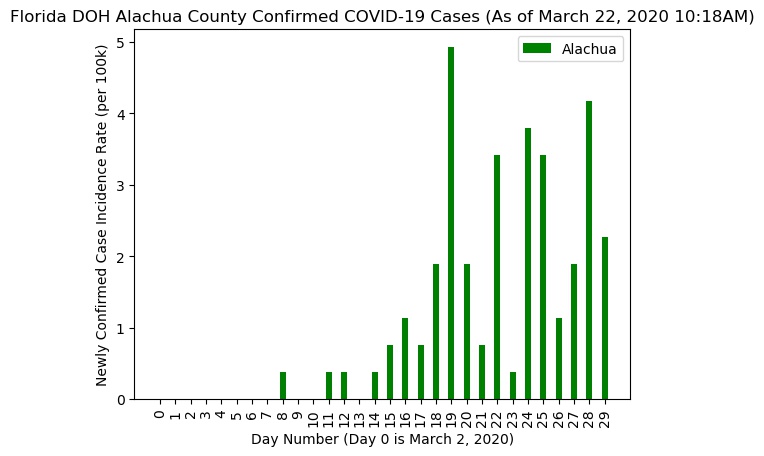 Florida DOH Alachua County Confirmed COVID-19 Cases (As of March 22, 2020 10:18AM)
Alachua
Newly Confirmed Case Incidence Rate (per 100k)
5
4
3
2
1
0
0 1 2 3 4 5 6 7 8 9 10 11 12 13 14 15 16 17 18 19 20 21 22 23 24 25 26 27 28 29
Day Number (Day 0 is March 2, 2020)